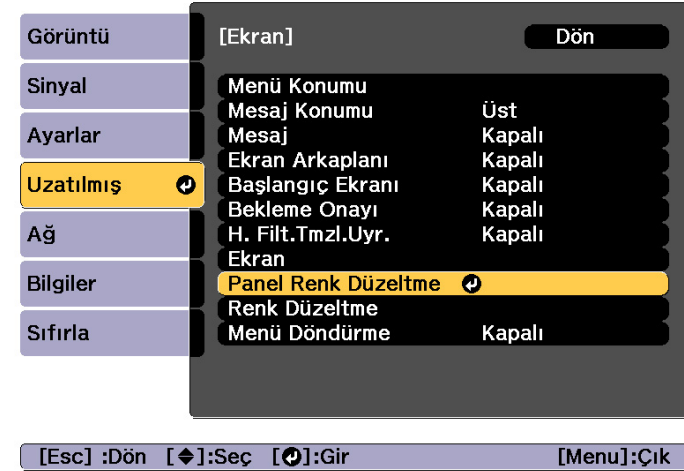 Görüntü
Sinyal
Ayarlar
Uzatılmış
Ağ
Bilgiler
Sıfırla
[Ekran] Dön
Menü Konumu
Mesaj Konumu Üst
Mesaj Kapalı
Ekran Arkaplanı Kapalı
Başlangıç Ekranı Kapalı
Bekleme Onayı Kapalı
H. Filt.Tmzl.Uyr. Kapalı
Ekran
Panel Renk Düzeltme
Renk Düzeltme
Menü Döndürme Kapalı
[Esc] :Dön [◆]:Seç [↵]:Gir [Menu]:Çık